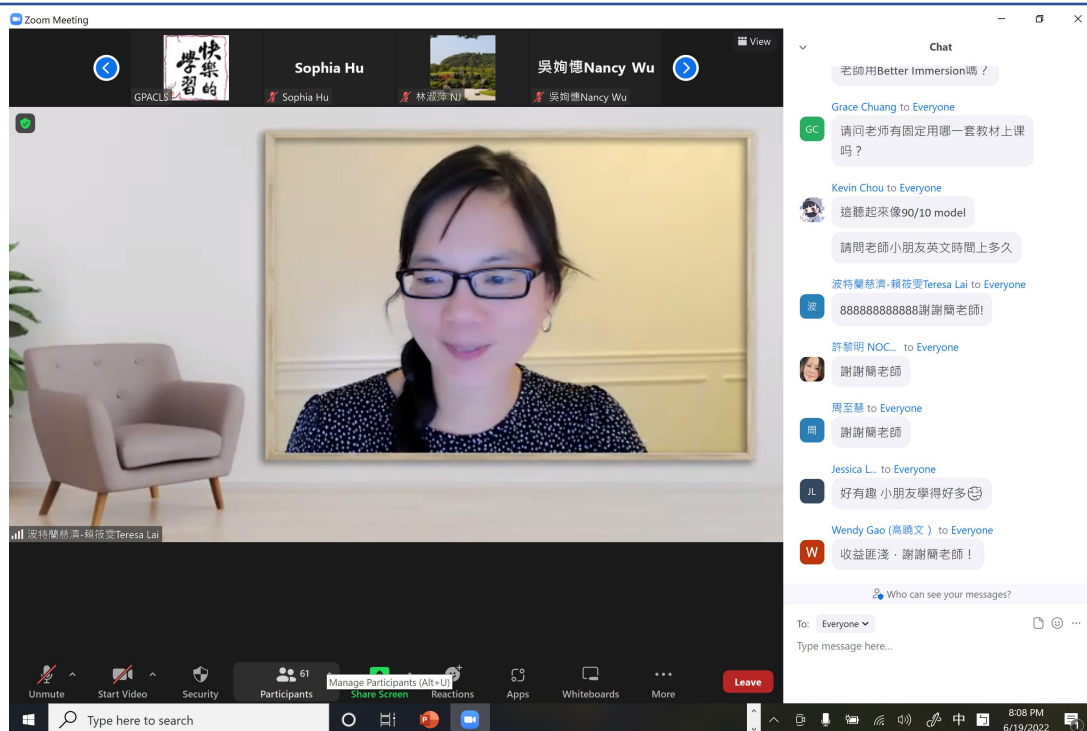 Zoom Meeting
View
快樂的
學習
GPACLS
Sophia Hu
Sophia Hu
林淑萍 NJ
吳姰憓Nancy Wu
吳姰憓Nancy Wu
波特蘭慈濟-賴筱雯Teresa Lai
Chat
老師用Better Immersion嗎？
Grace Chuang to Everyone
GC
请问老师有固定用哪一套教材上课
吗？
Kevin Chou to Everyone
這聽起來像90/10 model
請問老師小朋友英文時間上多久
波特蘭慈濟-賴筱雯Teresa Lai to Everyone
波
888888888888謝謝簡老師!
許黎明 NOC... to Everyone
謝謝簡老師
周至慧 to Everyone
周
謝謝簡老師
Jessica L... to Everyone
JL
好有趣 小朋友學得好多
Wendy Gao (高曉文） to Everyone
W
收益匪淺，謝謝簡老師！
Who can see your messages?
To: Everyone
Type message here...
Unmute
Start Video
Security
61
Participants
Manage Participants (Alt+U)
Share Screen
Reactions
Apps
Whiteboards
More
Leave
Type here to search
中
8:08 PM
6/19/2022
1